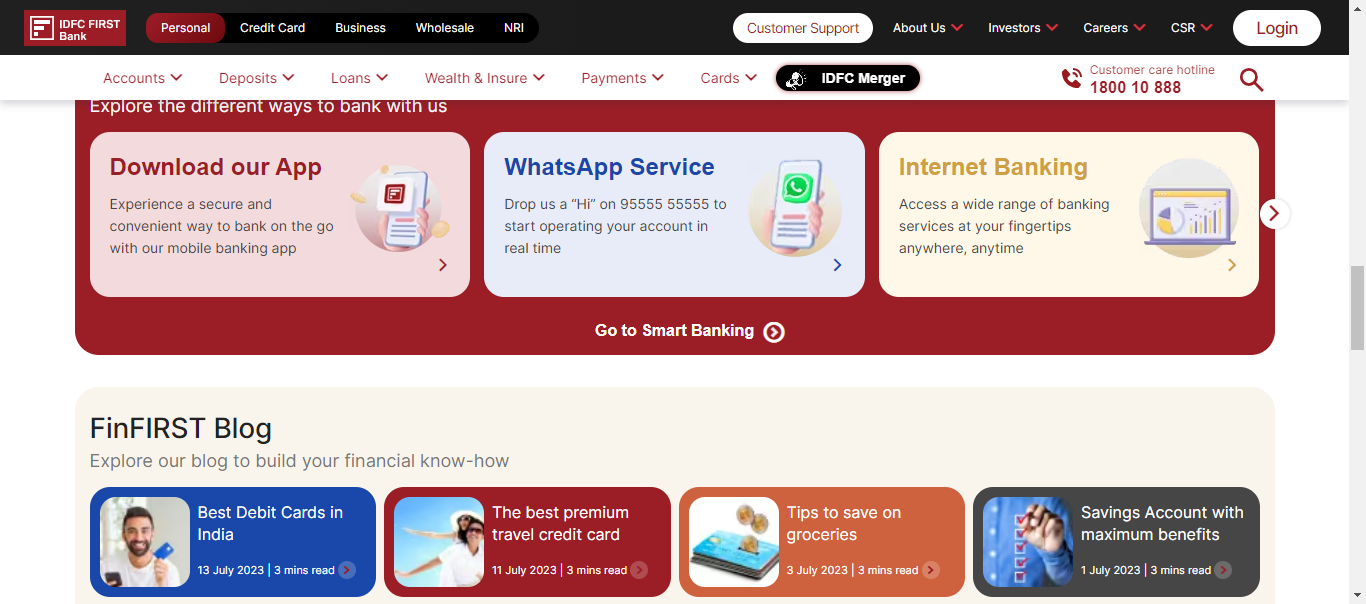 IDFC FIRST
Bank
Personal
Credit Card
Business
Wholesale
NRI
Customer Support
About Us
Investors
Careers
CSR
Login
Accounts
Deposits
Loans
Wealth & Insure
Payments
Cards
IDFC Merger
Customer care hotline
1800 10 888
Explore the different ways to bank with us
Download our App
Experience a secure and
convenient way to bank on the go
with our mobile banking app
WhatsApp Service
Drop us a “Hi” on 95555 55555 to
start operating your account in
real time
Internet Banking
Access a wide range of banking
services at your fingertips
anywhere, anytime
Go to Smart Banking
FinFIRST Blog
Explore our blog to build your financial know-how
Best Debit Cards in
India
13 July 2023 | 3 mins read
The best premium
travel credit card
11 July 2023 | 3 mins read
Tips to save on
groceries
3 July 2023 | 3 mins read
Savings Account with
maximum benefits
1 July 2023 | 3 mins read